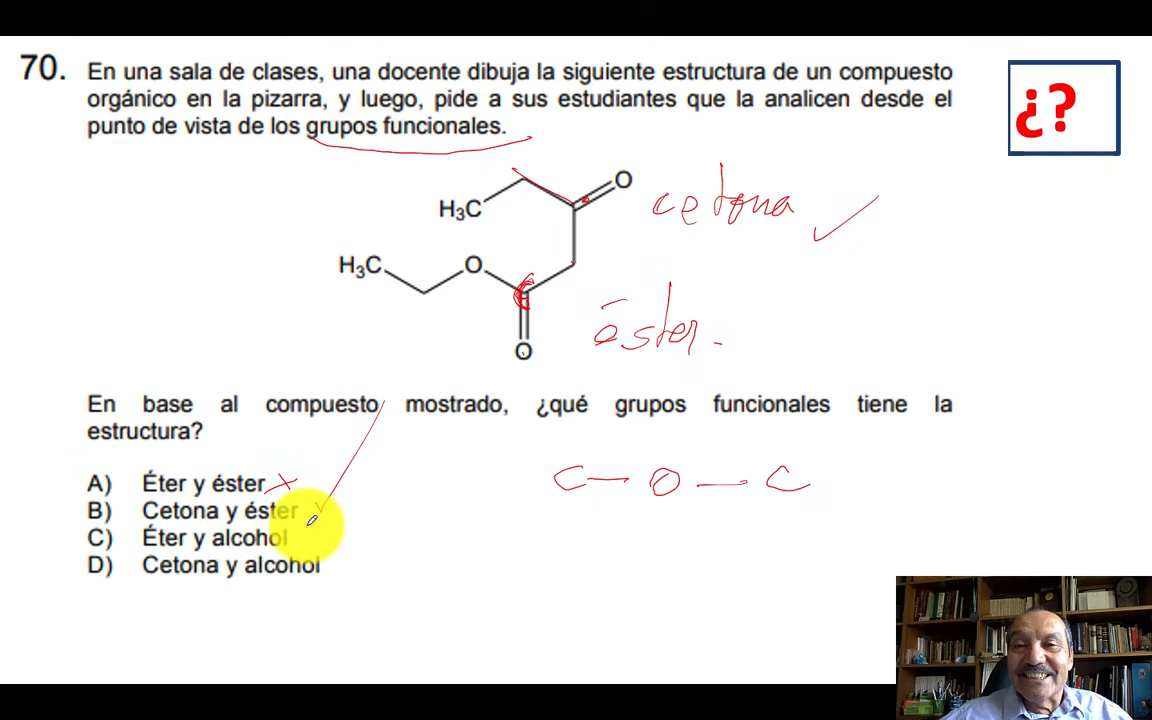 70. En una sala de clases, una docente dibuja la siguiente estructura de un compuesto
orgánico en la pizarra, y luego, pide a sus estudiantes que la analicen desde el
punto de vista de los grupos funcionales.
¿?
O
H₃C
cetona
H₃C
O
éster.
O
En base al compuesto mostrado, ¿qué grupos funcionales tiene la
estructura?
C - O - C
A) Éter y éster
B) Cetona y éster
C) Éter y alcohol
D) Cetona y alcohol